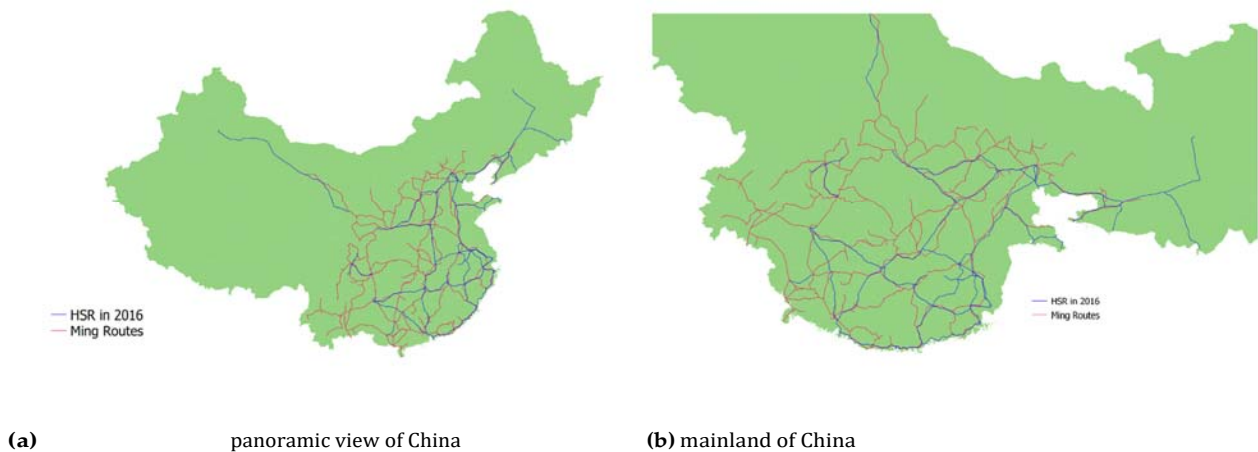 HSR in 2016
Ming Routes
HSR in 2016
Ming Routes
(a) panoramic view of China
(b) mainland of China